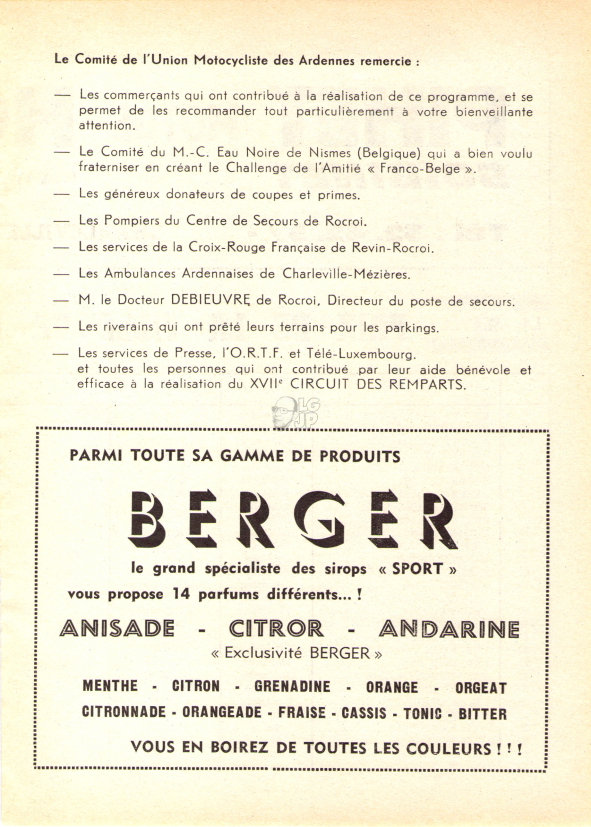 Le Comité de l'Union Motocycliste des Ardennes remercie :
— Les commerçants qui ont contribué à la réalisation de ce programme, et se
permet de les recommander tout particulièrement à votre bienveillante
attention.
— Le Comité du M.-C. Eau Noire de Nismes (Belgique) qui a bien voulu
fraterniser en créant le Challenge de l'Amitié « Franco-Belge ».
— Les généreux donateurs de coupes et primes.
— Les Pompiers du Centre de Secours de Rocroi.
— Les services de la Croix-Rouge Française de Revin-Rocroi.
— Les Ambulances Ardennaises de Charleville-Mézières.
— M. le Docteur DEBIEUVRE de Rocroi, Directeur du poste de secours.
— Les riverains qui ont prêté leurs terrains pour les parkings.
— Les services de Presse, l'O.R.T.F. et Télé-Luxembourg.
et toutes les personnes qui ont contribué par leur aide bénévole et
efficace à la réalisation du XVIIe CIRCUIT DES REMPARTS.
LG
JP
PARMI TOUTE SA GAMME DE PRODUITS
BERGER
le grand spécialiste des sirops « SPORT »
vous propose 14 parfums différents... !
ANISADE - CITROR - ANDARINE
« Exclusivité BERGER »
MENTHE - CITRON - GRENADINE - ORANGE - ORGEAT
CITRONNADE - ORANGEADE - FRAISE - CASSIS - TONIC - BITTER
VOUS EN BOIREZ DE TOUTES LES COULEURS ! ! !